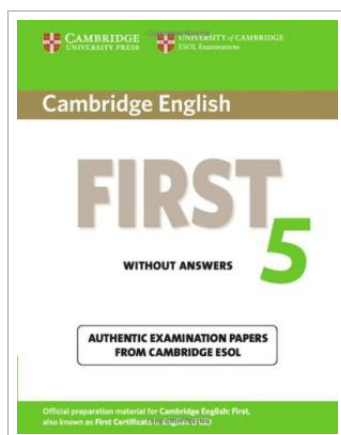 CAMBRIDGE
UNIVERSITY PRESS
UNIVERSITY of CAMBRIDGE
ESOL Examinations
Cambridge English
FIRST
5
WITHOUT ANSWERS
AUTHENTIC EXAMINATION PAPERS
FROM CAMBRIDGE ESOL
Official preparation material for Cambridge English: First,
also known as First Certificate in English (FCE)